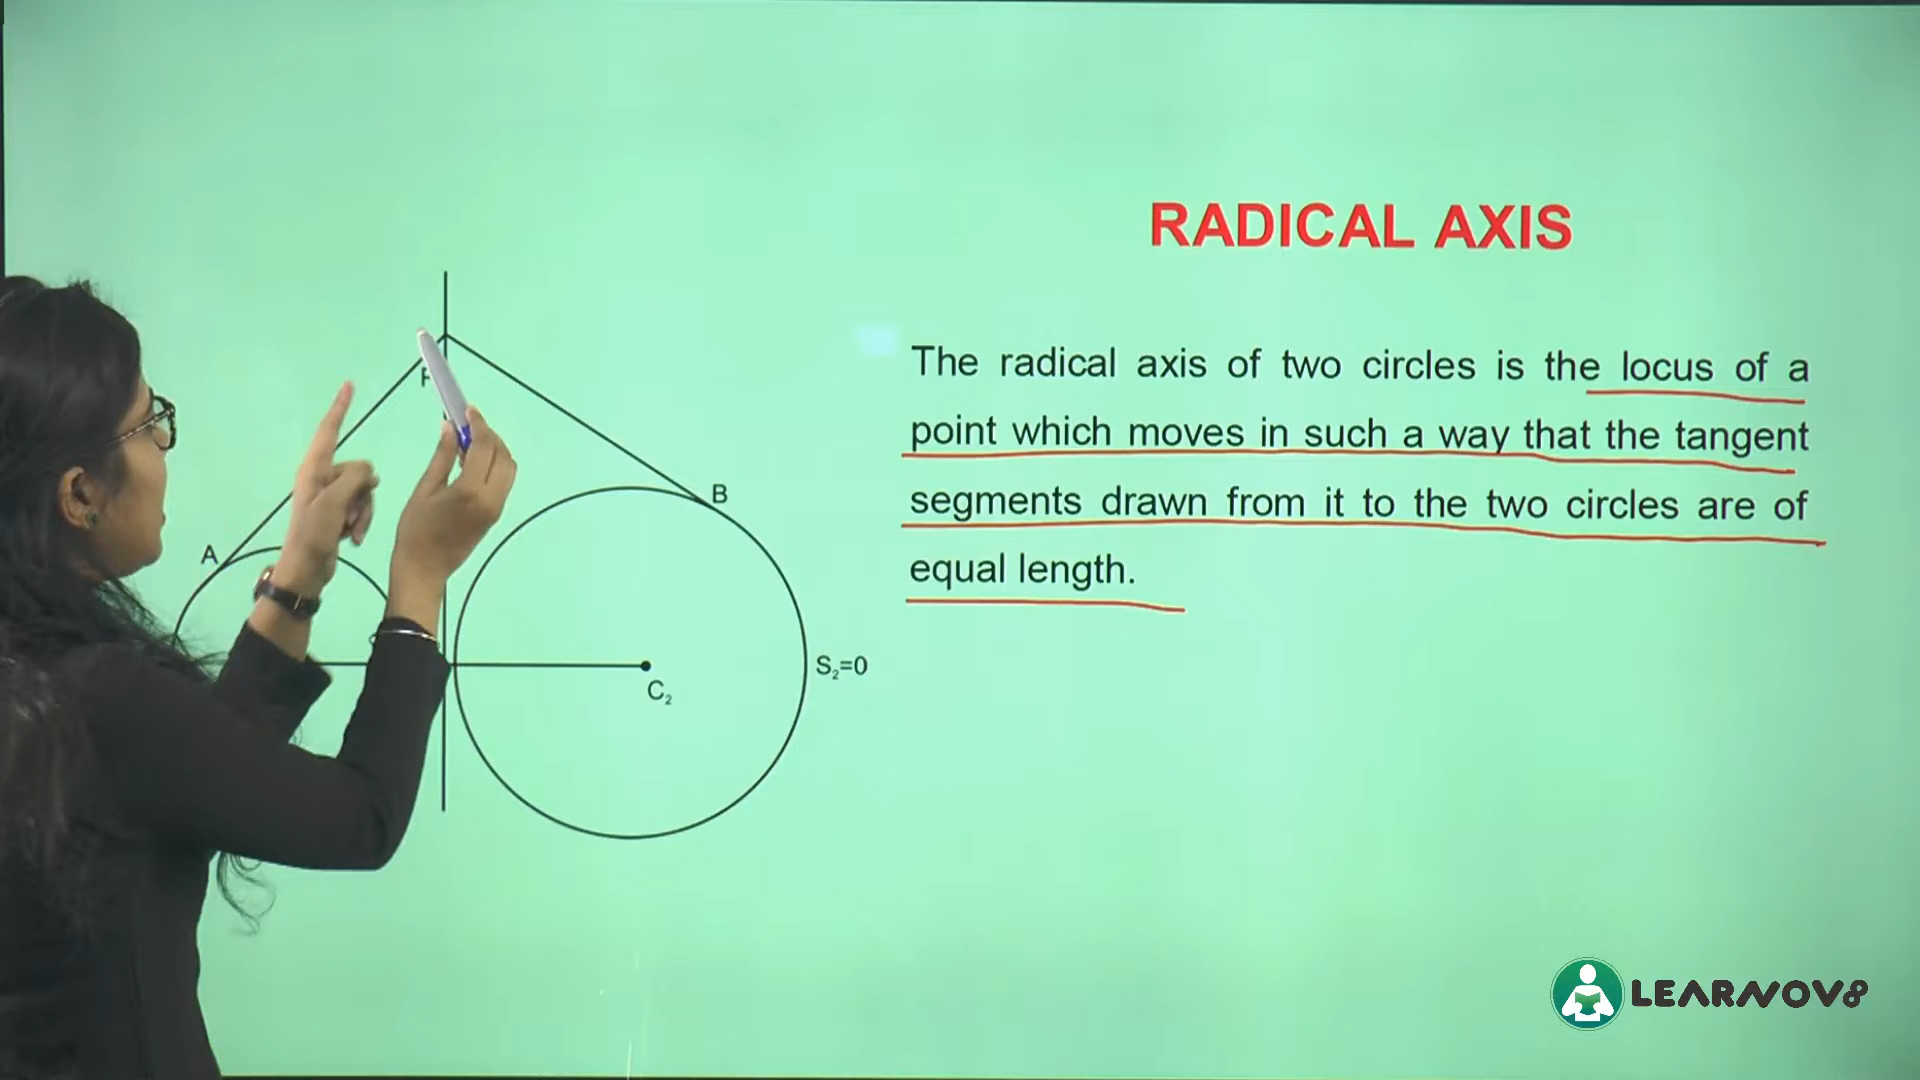 RADICAL AXIS
The radical axis of two circles is the locus of a
point which moves in such a way that the tangent
segments drawn from it to the two circles are of
equal length.
A
B
S₂=0
C₂
LEARNOV8